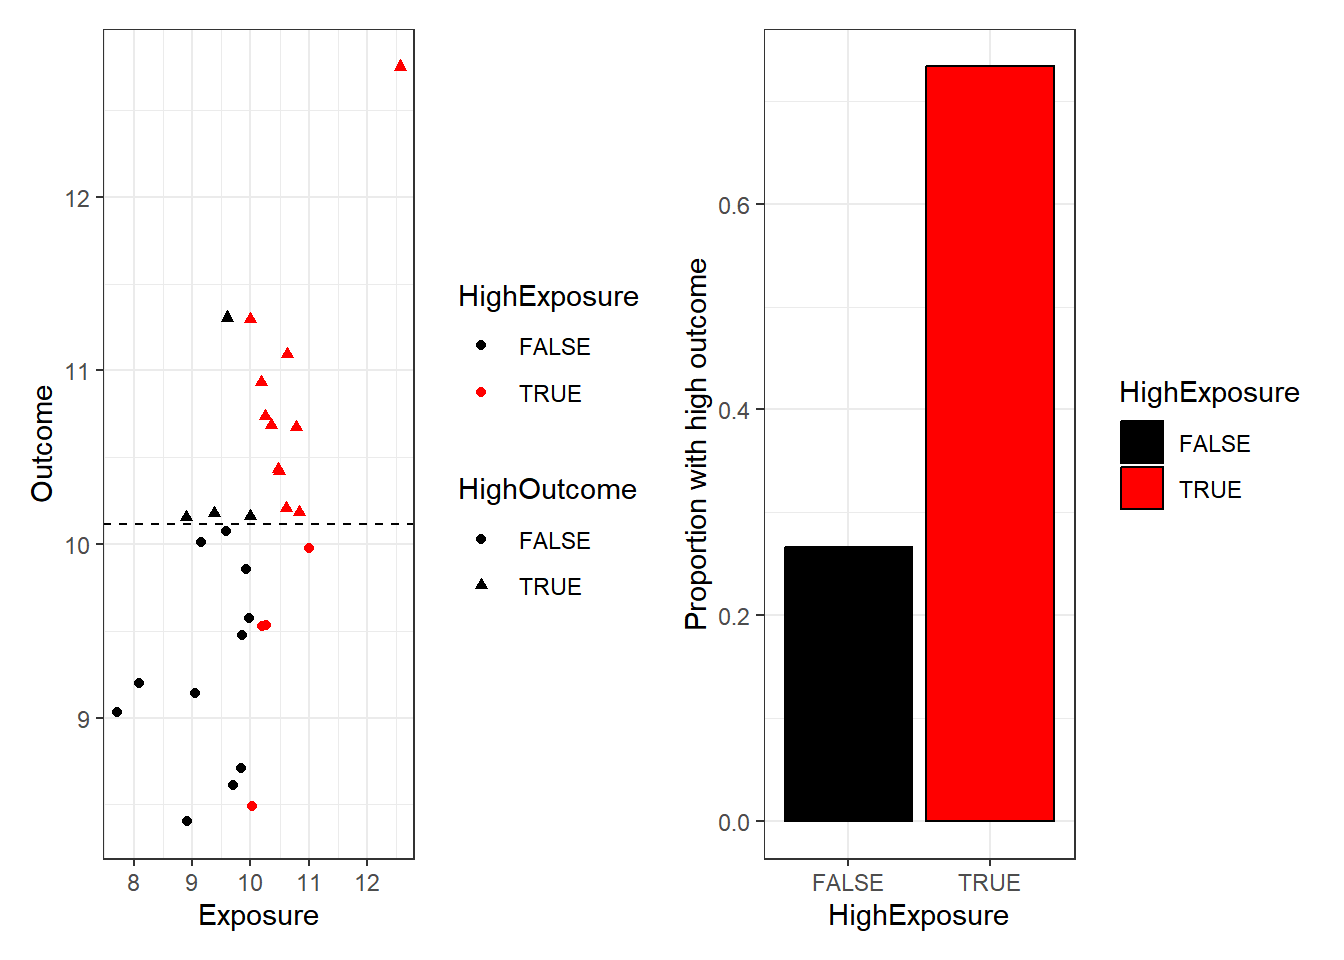 Outcome
12
11
10
9
8
9
10
11
12
Exposure
HighExposure
FALSE
TRUE
HighOutcome
FALSE
TRUE
Proportion with high outcome
0.6
0.4
0.2
0.0
FALSE
TRUE
HighExposure
HighExposure
FALSE
TRUE